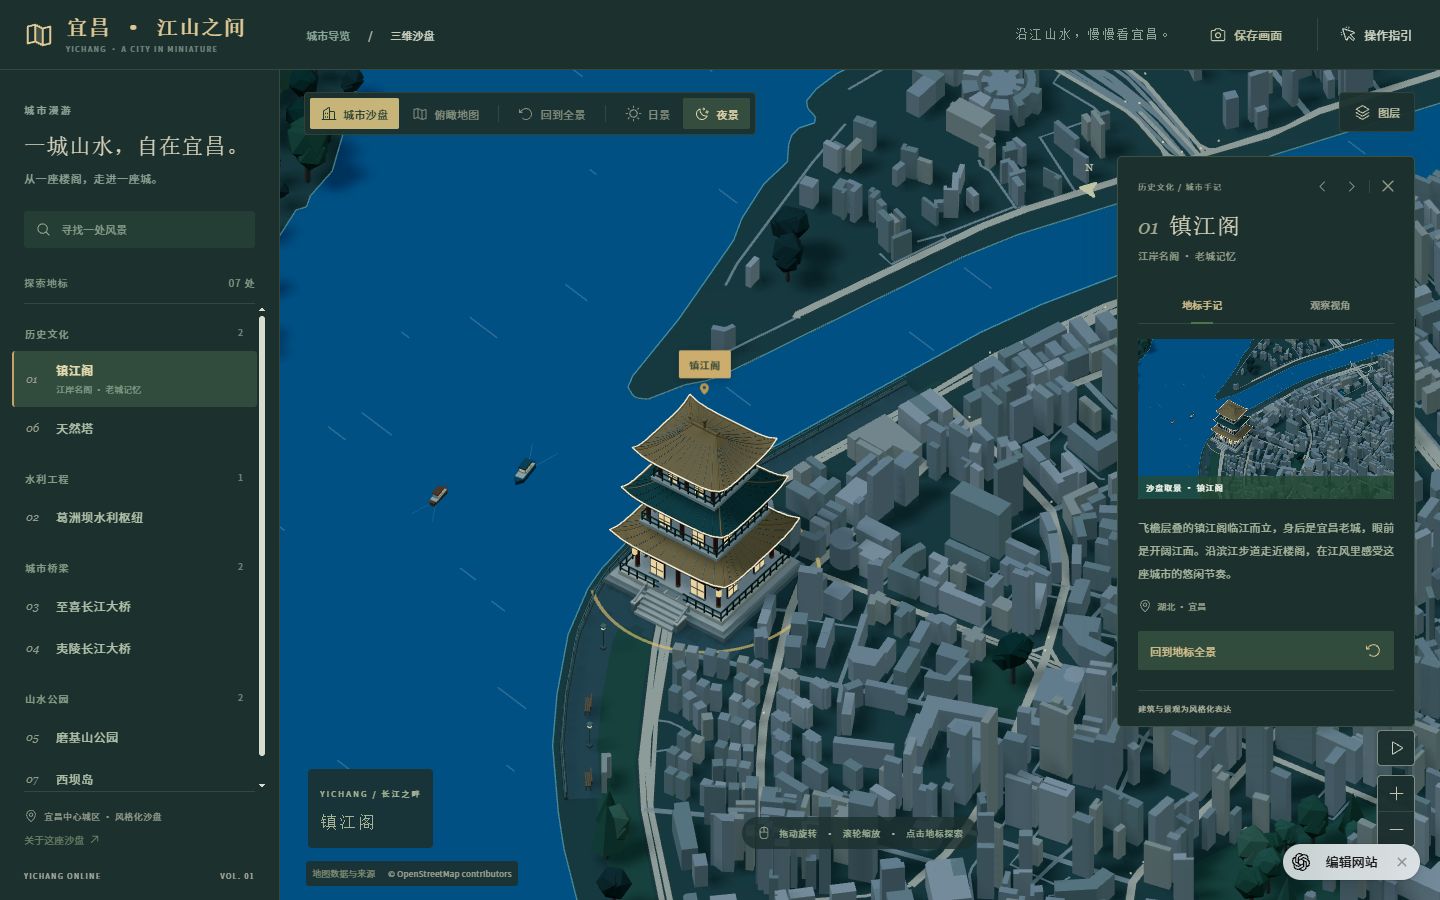 宜昌 • 江山之间
YICHANG • A CITY IN MINIATURE
城市导览 / 三维沙盘
沿江山水，慢慢看宜昌。
保存画面
操作指引
城市漫游
一城山水，自在宜昌。
从一座楼阁，走进一座城。
寻找一处风景
探索地标 07 处
历史文化 2
01 镇江阁
江岸名阁 • 老城记忆
06 天然塔
水利工程 1
02 葛洲坝水利枢纽
城市桥梁 2
03 至喜长江大桥
04 夷陵长江大桥
山水公园 2
05 磨基山公园
07 西坝岛
宜昌中心城区 • 风格化沙盘
关于这座沙盘
YICHANG ONLINE VOL. 01
城市沙盘
俯瞰地图
回到全景
日景
夜景
图层
N
镇江阁
历史文化 / 城市手记
01 镇江阁
江岸名阁 • 老城记忆
地标手记 观察视角
沙盘取景 • 镇江阁
飞檐层叠的镇江阁临江而立，身后是宜昌老城，眼前
是开阔江面。沿滨江步道走近楼阁，在江风里感受这
座城市的悠闲节奏。
湖北 • 宜昌
回到地标全景
建筑与景观为风格化表达
YICHANG / 长江之畔
镇江阁
拖动旋转 • 滚轮缩放 • 点击地标探索
地图数据与来源 © OpenStreetMap contributors
编辑网站